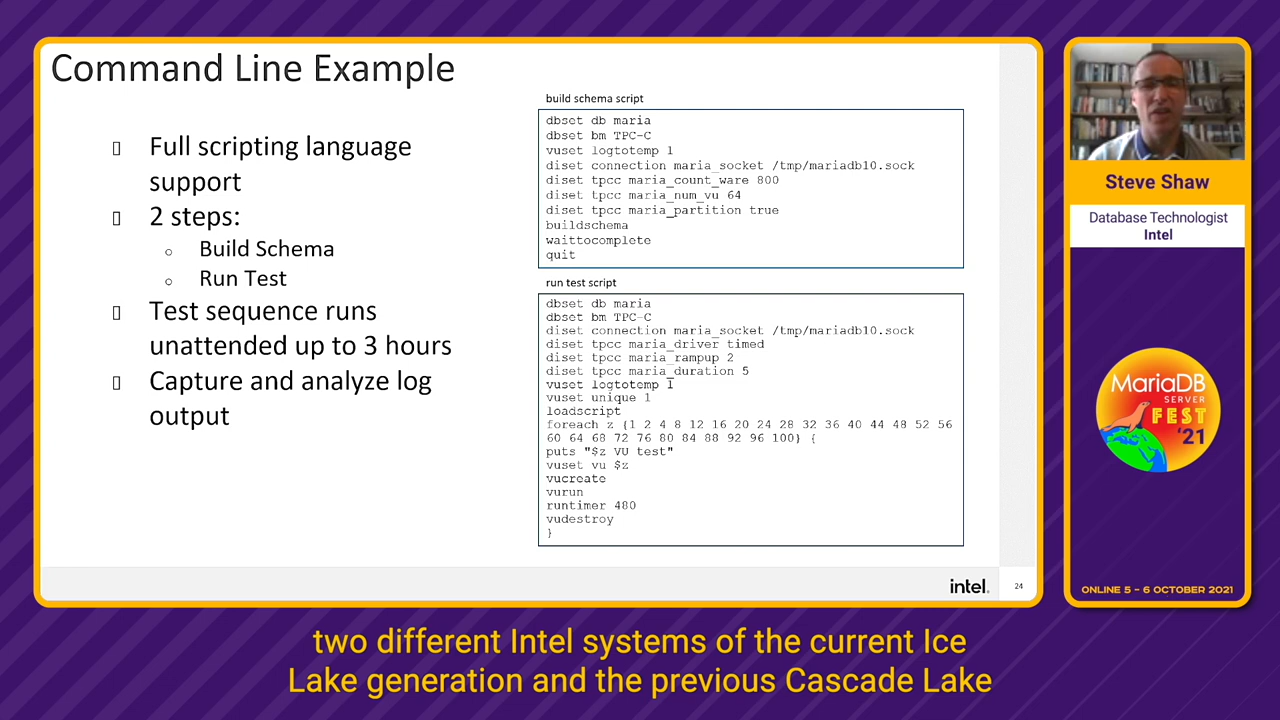 Command Line Example
Full scripting language
support
2 steps:
Build Schema
Run Test
Test sequence runs
unattended up to 3 hours
Capture and analyze log
output
build schema script
dbset db maria
dbset bm TPC-C
vuset logtotemp 1
diset connection maria_socket /tmp/mariadb10.sock
diset tpcc maria_count_ware 800
diset tpcc maria_num_vu 64
diset tpcc maria_partition true
buildschema
waittocomplete
quit
run test script
dbset db maria
dbset bm TPC-C
diset connection maria_socket /tmp/mariadb10.sock
diset tpcc maria_driver timed
diset tpcc maria_rampup 2
diset tpcc maria_duration 5
vuset logtotemp 1
vuset unique 1
loadscript
foreach z {1 2 4 8 12 16 20 24 28 32 36 40 44 48 52 56
60 64 68 72 76 80 84 88 92 96 100} {
puts "$z VU test"
vuset vu $z
vucreate
vurun
runtimer 480
vudestroy
}
intel.
24
Steve Shaw
Database Technologist
Intel
MariaDB
SERVER
FEST
'21
ONLINE 5 - 6 OCTOBER 2021
two different Intel systems of the current Ice
Lake generation and the previous Cascade Lake